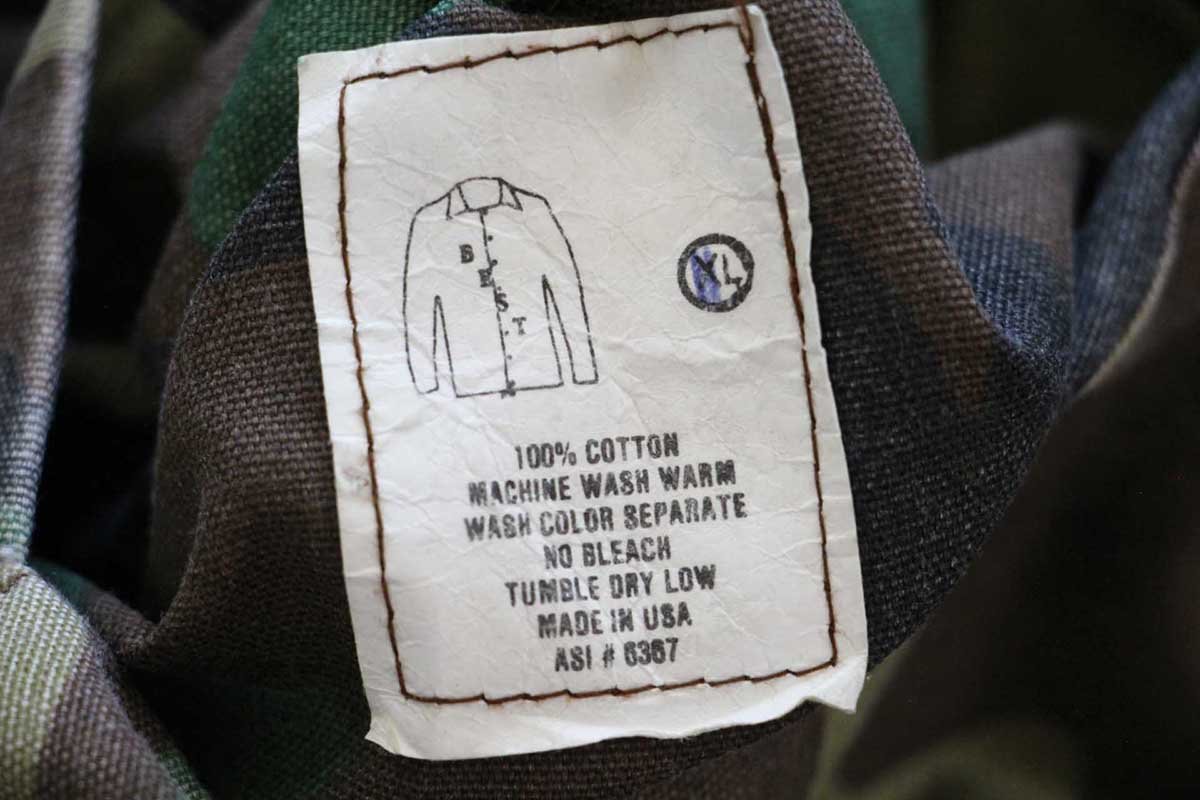 BEST
XL
100% COTTON
MACHINE WASH WARM
WASH COLOR SEPARATE
NO BLEACH
TUMBLE DRY LOW
MADE IN USA
ASI # 6367